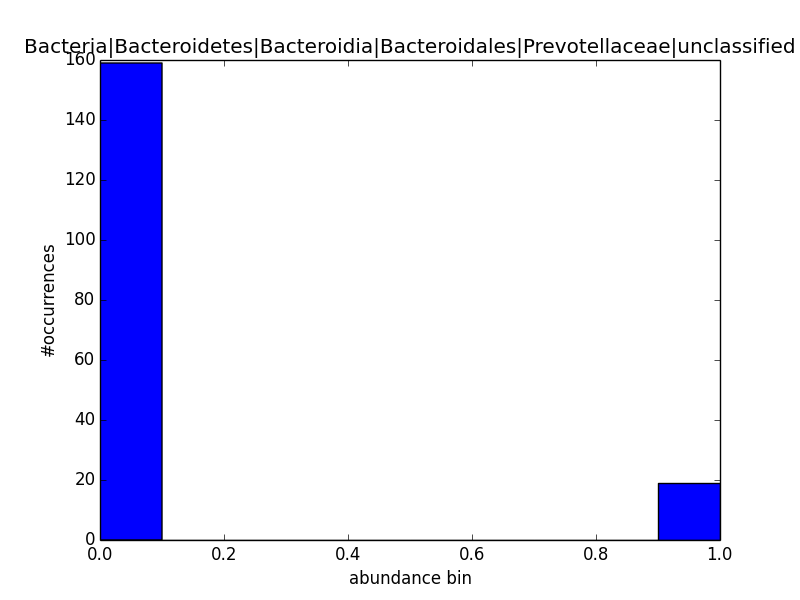 Bacteria|Bacteroidetes|Bacteroidia|Bacteroidales|Prevotellaceae|unclassified
160
140
120
100
80
60
40
20
0
#occurrences
0.0 0.2 0.4 0.6 0.8 1.0
abundance bin